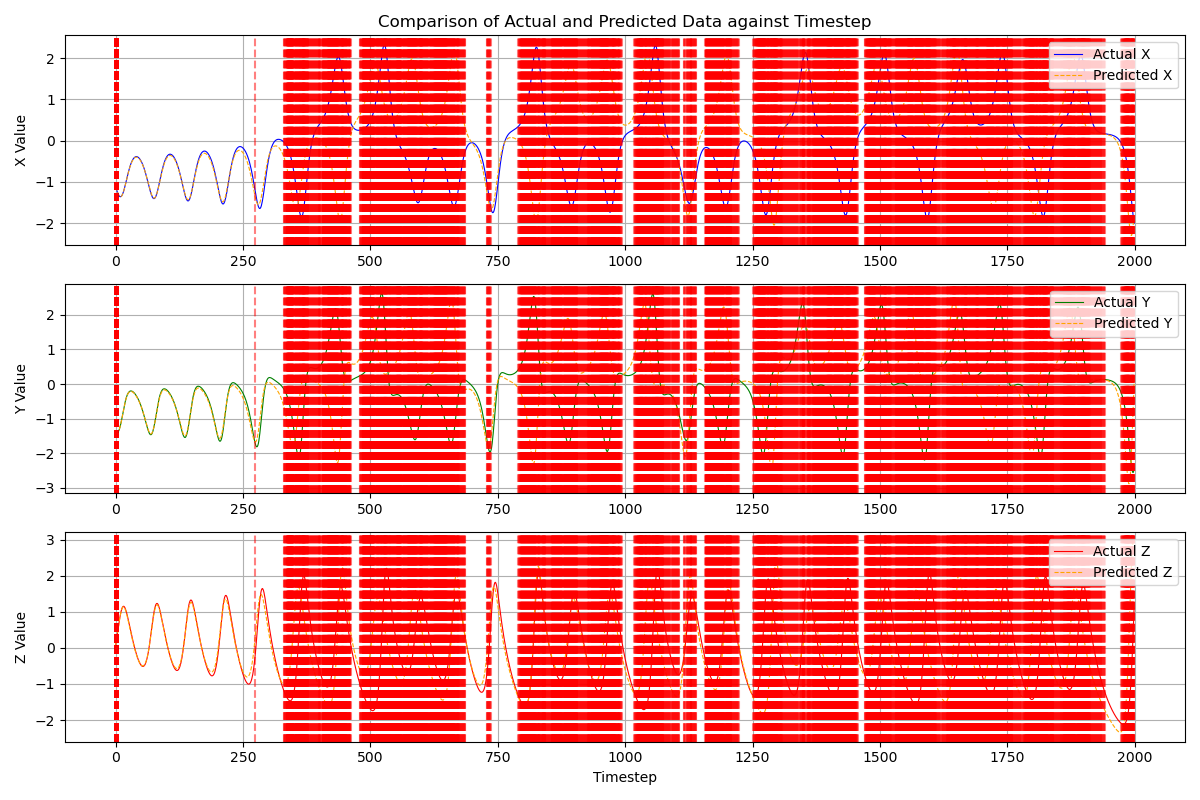 Comparison of Actual and Predicted Data against Timestep
X Value
2
1
0
−1
−2
Actual X
Predicted X
0 250 500 750 1000 1250 1500 1750 2000
Y Value
2
1
0
−1
−2
−3
Actual Y
Predicted Y
0 250 500 750 1000 1250 1500 1750 2000
Z Value
3
2
1
0
−1
−2
Actual Z
Predicted Z
0 250 500 750 1000 1250 1500 1750 2000
Timestep